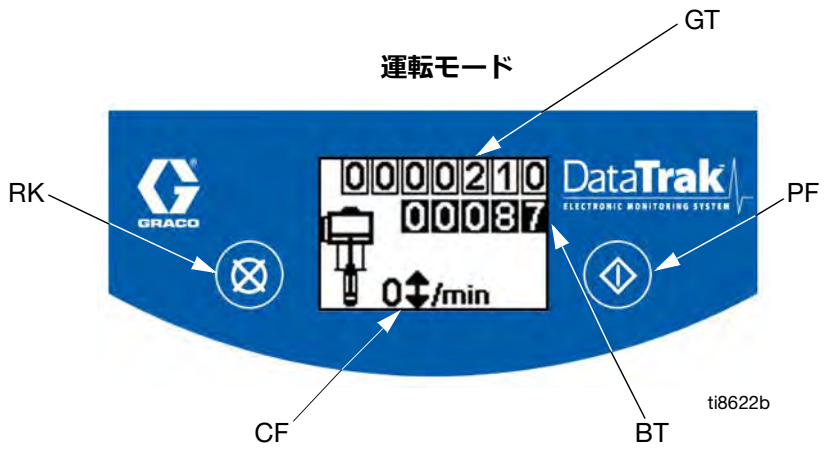 GT
運転モード
0000210
DataTrak
ELECTRONIC MONITORING SYSTEM
GRACO
00087
RK
PF
0/min
ti8622b
CF
BT